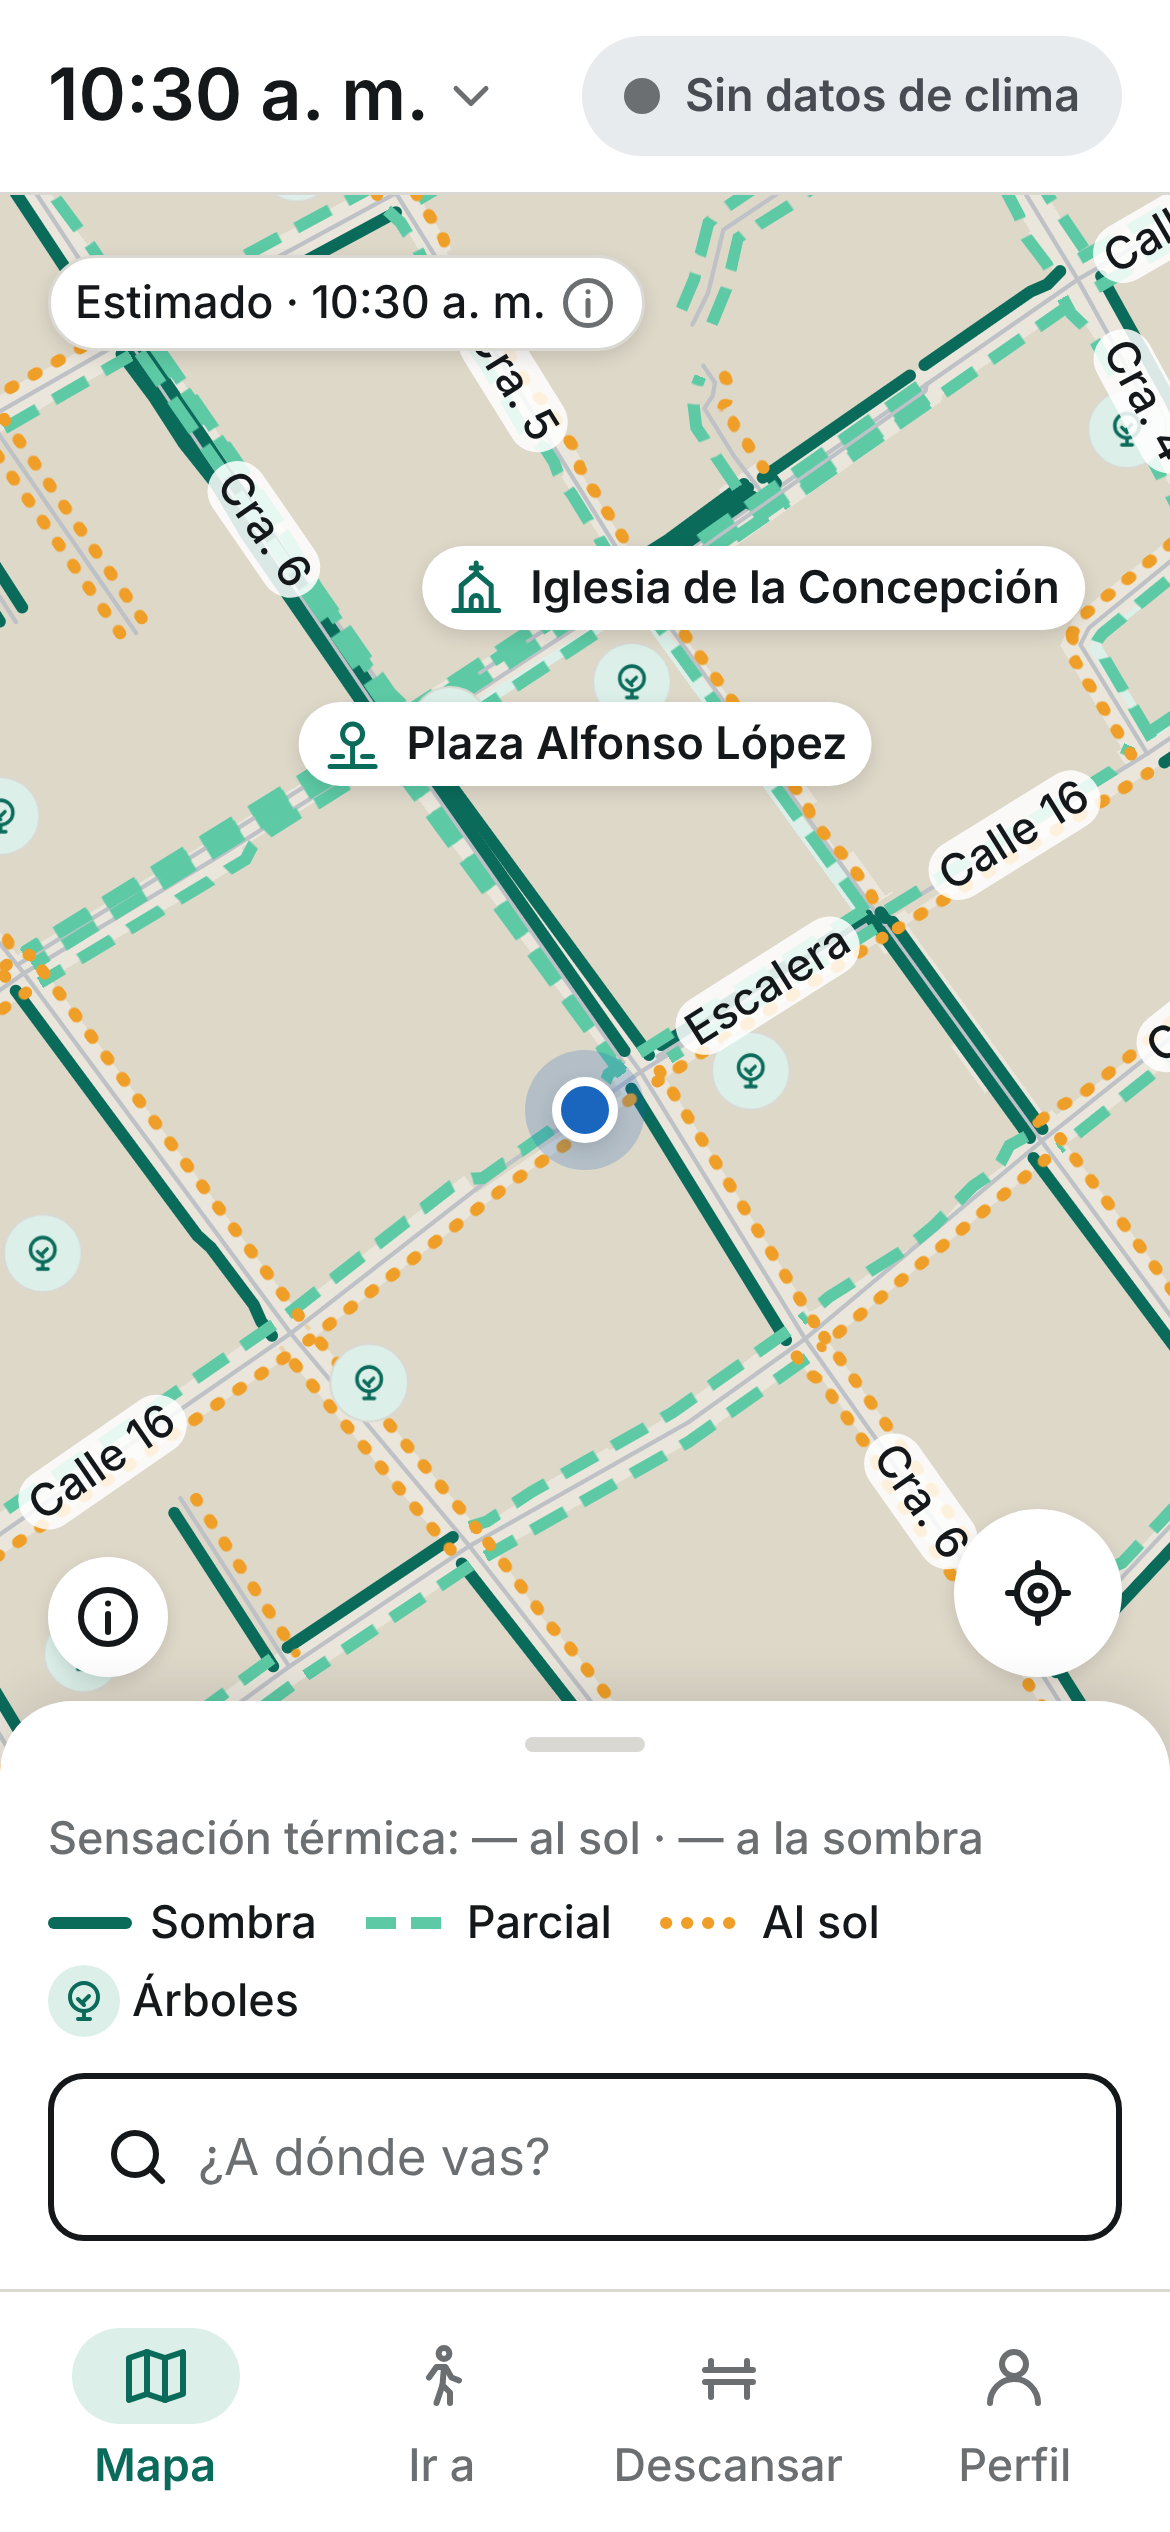 10:30 a. m.
Sin datos de clima
Estimado · 10:30 a. m.
Cra. 5
Cra. 4
Cra. 6
Iglesia de la Concepción
Plaza Alfonso López
Calle 16
Escalera
Calle 16
Cra. 6
Sensación térmica: — al sol · — a la sombra
Sombra Parcial Al sol
Árboles
¿A dónde vas?
Mapa Ir a Descansar Perfil